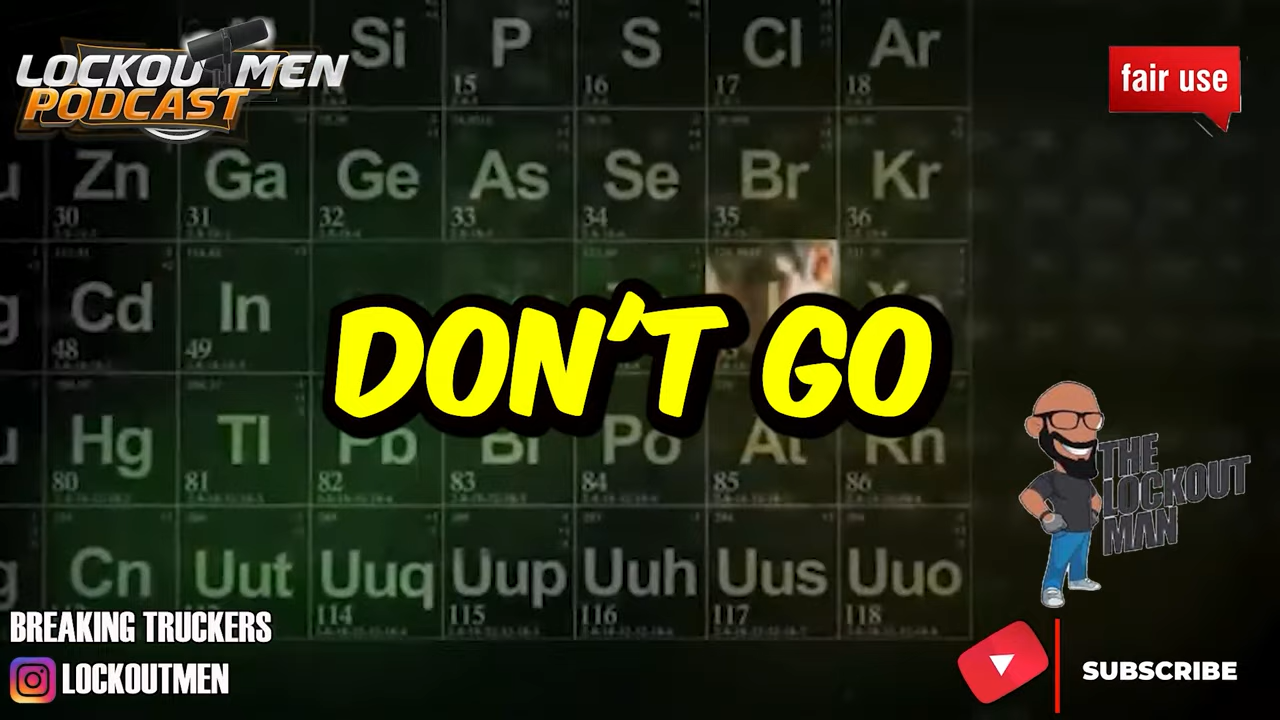 LOCKOUTMEN
PODCAST
fair use
Si P S Cl Ar
15 16 17 18
Zn Ga Ge As Se Br Kr
30 31 32 33 34 35 36
Cd In
48 49
DON'T GO
Hg Tl Pb Bi Po At Rn
80 81 82 83 84 85 86
THE
LOCKOUT
MAN
Cn Uut Uuq Uup Uuh Uus Uuo
114 115 116 117 118
BREAKING TRUCKERS
LOCKOUTMEN
SUBSCRIBE